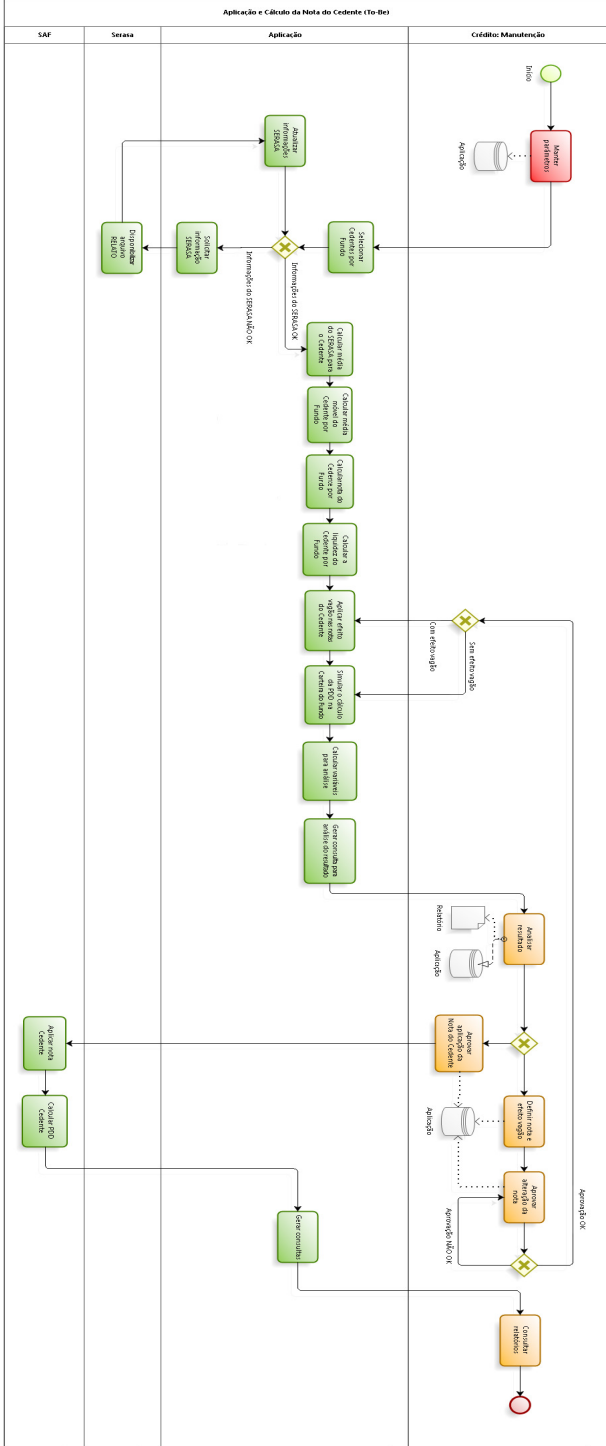 Aplicação e Cálculo da Nota do Cedente (To-Be)
SAF
Serasa
Aplicação
Crédito: Manutenção
Início
Manter
parâmetros
Aplicação
Atualizar
informações
SERASA
Selecionar
Cedentes por
Fundo
Solicitar
informação
SERASA
Disponibilizar
arquivo
RELATO
Informações do SERASA OK
Informações do SERASA NÃO OK
Calcular média
do SERASA para
o Cedente
Calcular média
móvel do
Cedente por
Fundo
Calcular nota do
Cedente por
Fundo
Calcular a
liquidez do
Cedente por
Fundo
Aplicar efeito
vagão nas notas
do Cedente
Com efeito vagão
Sem efeito vagão
Simular o cálculo
da PDD na
Carteira do Fundo
Calcular variáveis
para análise
Gerar consulta para
análise do resultado
Analisar
resultado
Relatório
Aplicação
Aprovar
aplicação da
Nota do Cedente
Aplicar nota
Cedente
Calcular PDD
Cedente
Definir nota e
efeito vagão
Aplicação
Aprovar
alteração da
nota
Aprovação OK
Aprovação NÃO OK
Gerar consultas
Consultar
relatórios